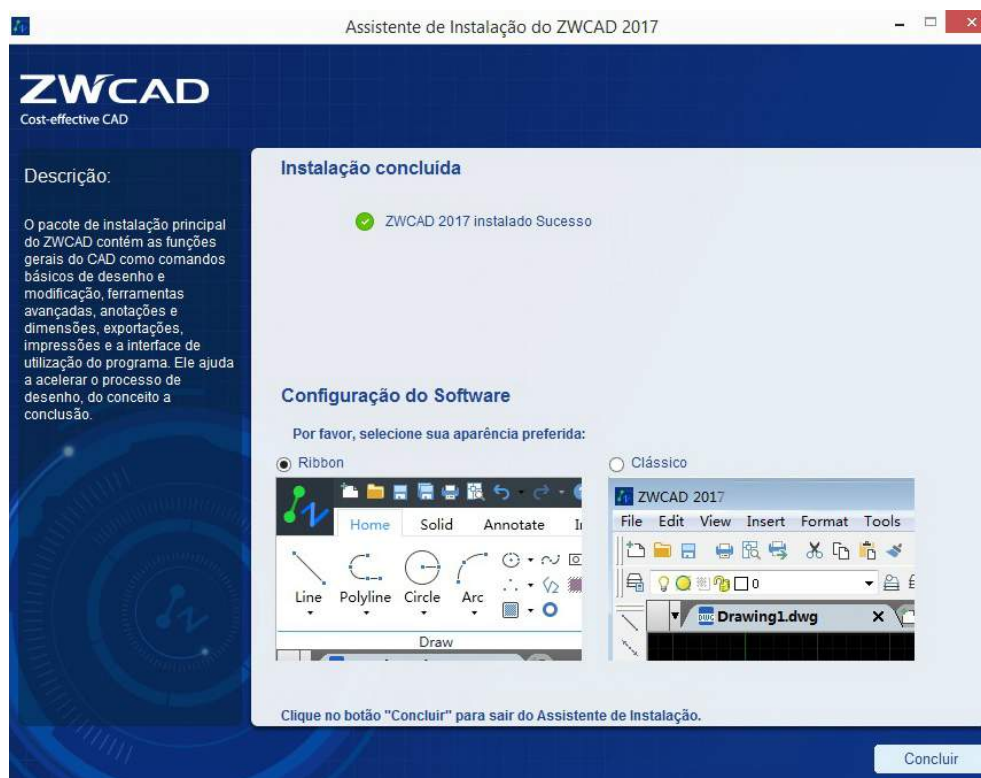 Assistente de Instalação do ZWCAD 2017
ZWCAD
Cost-effective CAD
Descrição:
O pacote de instalação principal
do ZWCAD contém as funções
gerais do CAD como comandos
básicos de desenho e
modificação, ferramentas
avançadas, anotações e
dimensões, exportações,
impressões e a interface de
utilização do programa. Ele ajuda
a acelerar o processo de
desenho, do conceito a
conclusão.
Instalação concluída
ZWCAD 2017 instalado Sucesso
Configuração do Software
Por favor, selecione sua aparência preferida:
Ribbon
Home Solid Annotate
Line Polyline Circle Arc
Draw
Clássico
ZWCAD 2017
File Edit View Insert Format Tools
0
DWG Drawing1.dwg
Clique no botão "Concluir" para sair do Assistente de Instalação.
Concluir